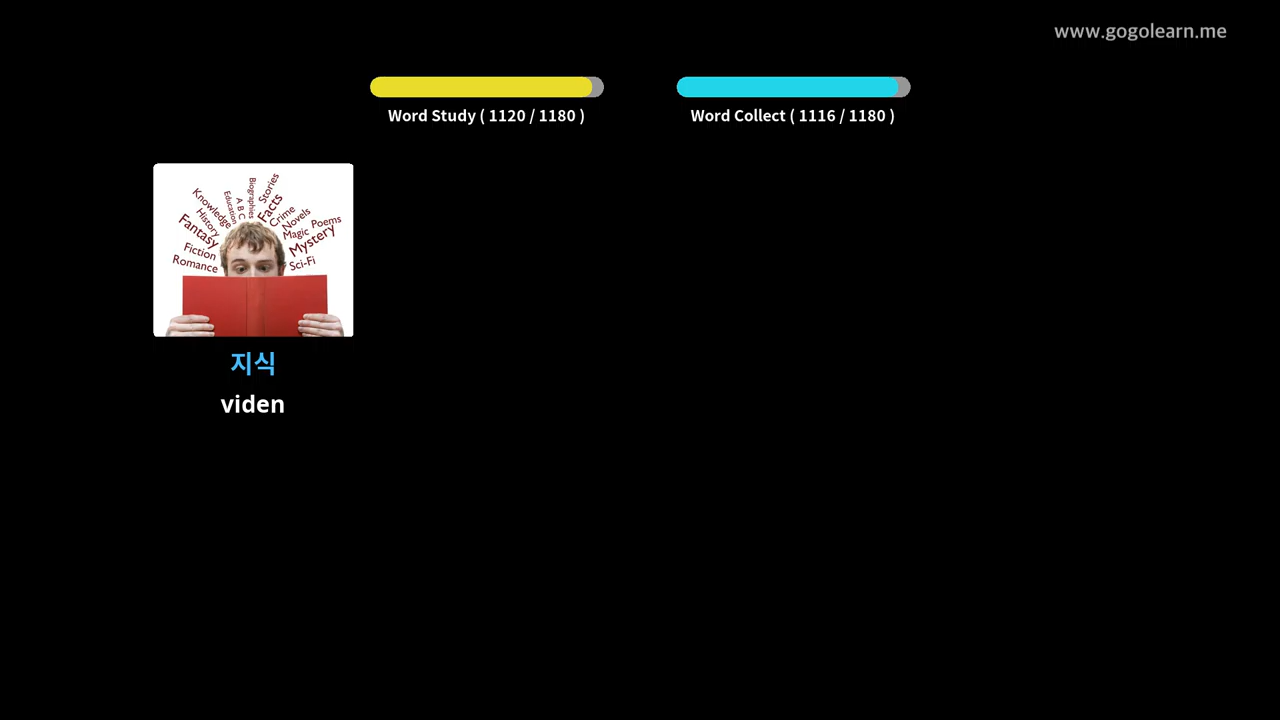 www.gogolearn.me
Word Study ( 1120 / 1180 )
Word Collect ( 1116 / 1180 )
Knowledge
History
Fantasy
Fiction
Romance
Education
A B C
Biographies
Stories
Facts
Crime
Novels
Magic
Poems
Mystery
Sci-Fi
지식
viden